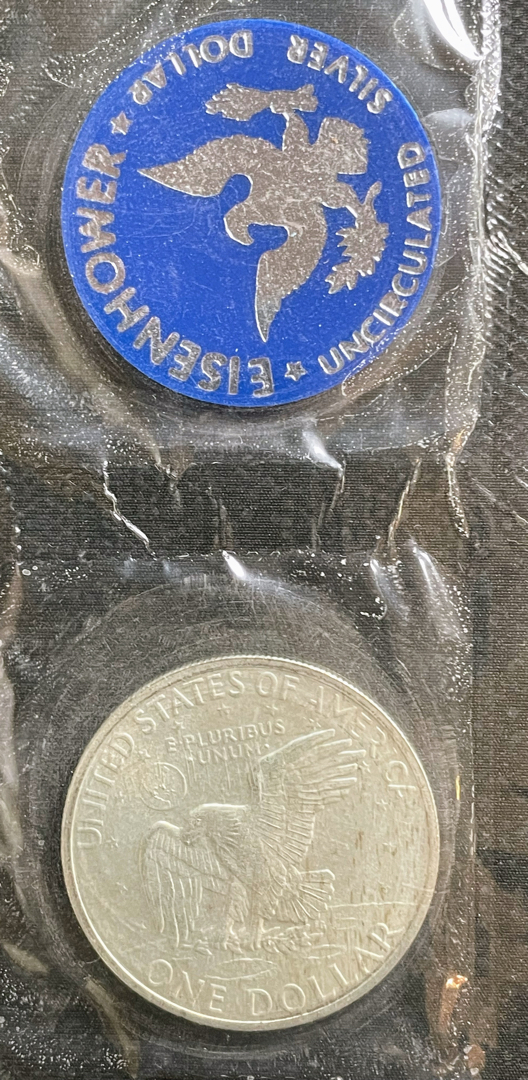 EISENHOWER ★ SILVER DOLLAR
UNCIRCULATED ★
UNITED STATES OF AMERICA
E PLURIBUS
UNUM
ONE DOLLAR